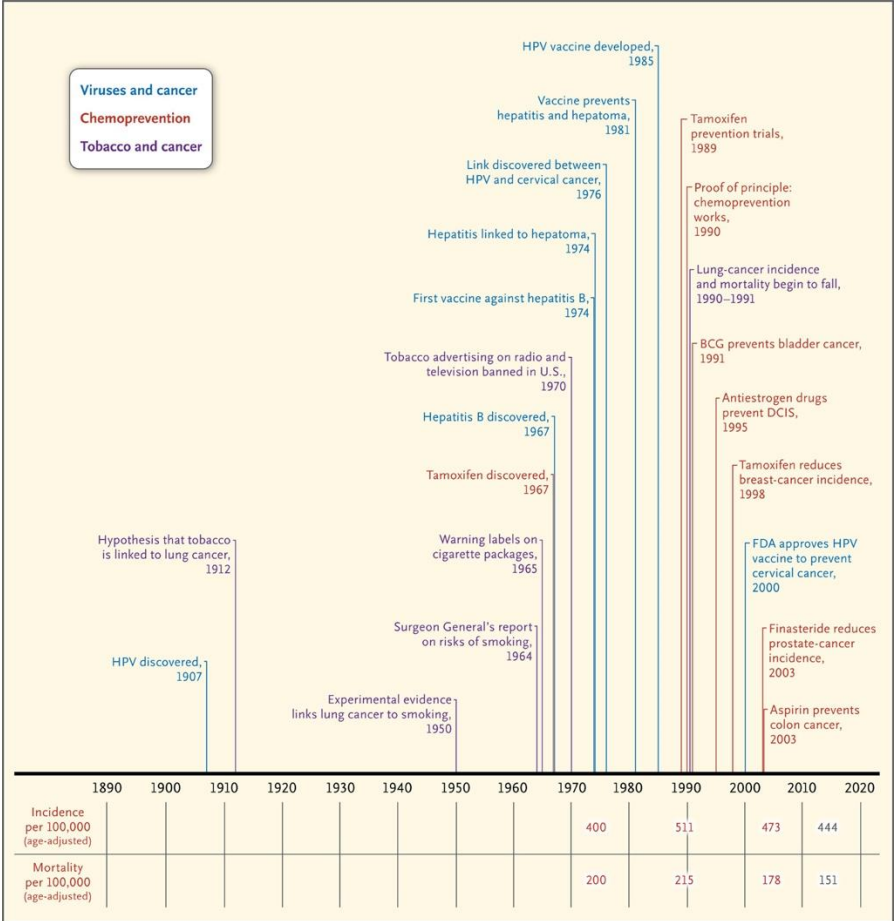 Viruses and cancer
Chemoprevention
Tobacco and cancer
HPV vaccine developed,
1985
Vaccine prevents
hepatitis and hepatoma,
1981
Link discovered between
HPV and cervical cancer,
1976
Hepatitis linked to hepatoma,
1974
First vaccine against hepatitis B,
1974
Tobacco advertising on radio and
television banned in U.S.,
1970
Hepatitis B discovered,
1967
Tamoxifen discovered,
1967
Hypothesis that tobacco
is linked to lung cancer,
1912
Warning labels on
cigarette packages,
1965
Surgeon General's report
on risks of smoking,
1964
HPV discovered,
1907
Experimental evidence
links lung cancer to smoking,
1950
Tamoxifen
prevention trials,
1989
Proof of principle:
chemoprevention
works,
1990
Lung-cancer incidence
and mortality begin to fall,
1990–1991
BCG prevents bladder cancer,
1991
Antiestrogen drugs
prevent DCIS,
1995
Tamoxifen reduces
breast-cancer incidence,
1998
FDA approves HPV
vaccine to prevent
cervical cancer,
2000
Finasteride reduces
prostate-cancer
incidence,
2003
Aspirin prevents
colon cancer,
2003
1890 1900 1910 1920 1930 1940 1950 1960 1970 1980 1990 2000 2010 2020
Incidence
per 100,000
(age-adjusted)
400 511 473 444
Mortality
per 100,000
(age-adjusted)
200 215 178 151